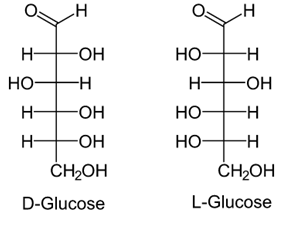 O H O H
H OH HO H
HO H H OH
H OH HO H
H OH HO H
CH₂OH CH₂OH
D-Glucose L-Glucose